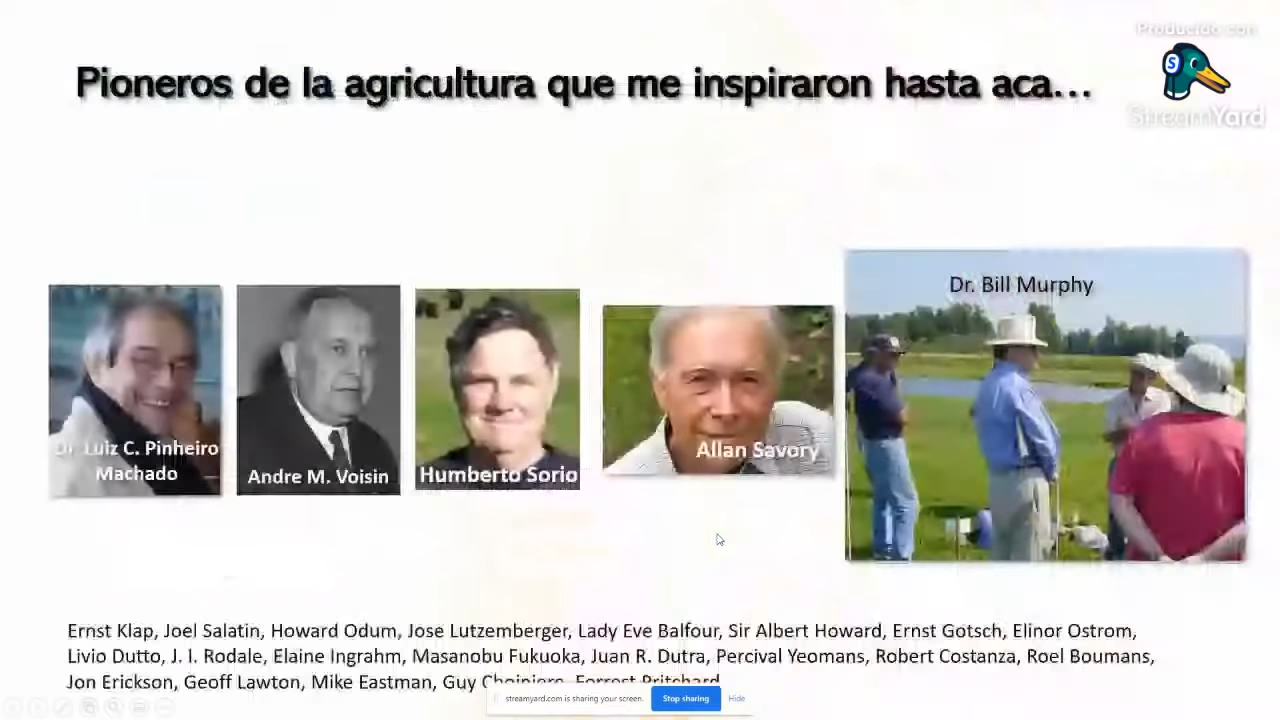 Producido con
StreamYard
Pioneros de la agricultura que me inspiraron hasta aca...
Dr. Luiz C. Pinheiro
Machado
Andre M. Voisin
Humberto Sorio
Allan Savory
Dr. Bill Murphy
Ernst Klap, Joel Salatin, Howard Odum, Jose Lutzemberger, Lady Eve Balfour, Sir Albert Howard, Ernst Gotsch, Elinor Ostrom,
Livio Dutto, J. I. Rodale, Elaine Ingrahm, Masanobu Fukuoka, Juan R. Dutra, Percival Yeomans, Robert Costanza, Roel Boumans,
Jon Erickson, Geoff Lawton, Mike Eastman, Guy Choiniere, Forrest Pritchard
streamyard.com is sharing your screen. Stop sharing Hide